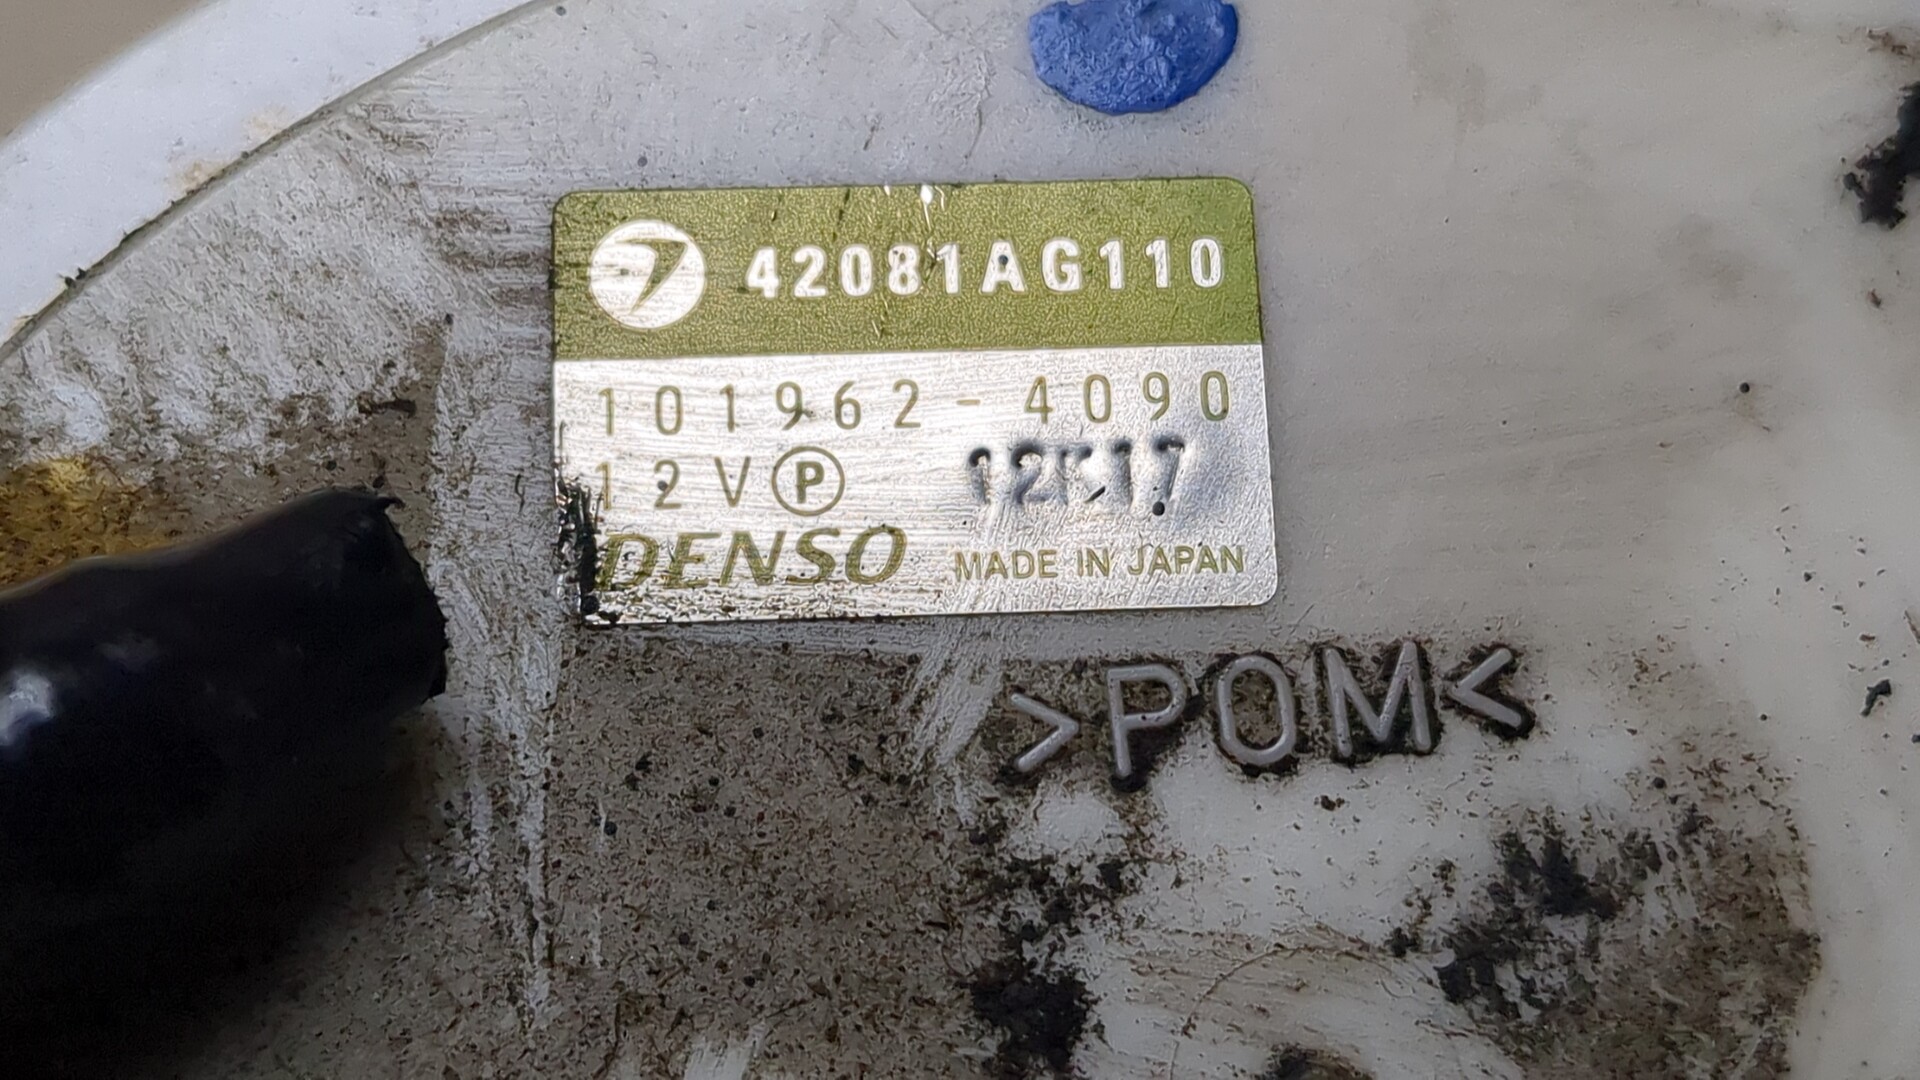 42081AG110
101962-4090
12V Ⓟ
DENSO MADE IN JAPAN
>POM<